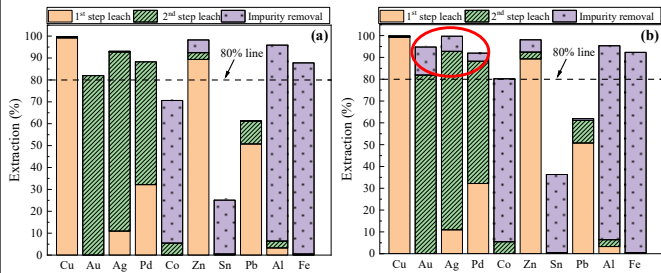 1st step leach 2nd step leach Impurity removal
(a)
100
90
80
70
60
50
40
30
20
10
0
Extraction (%)
80% line
Cu Au Ag Pd Co Zn Sn Pb Al Fe
1st step leach 2nd step leach Impurity removal
(b)
100
90
80
70
60
50
40
30
20
10
0
Extraction (%)
80% line
Cu Au Ag Pd Co Zn Sn Pb Al Fe